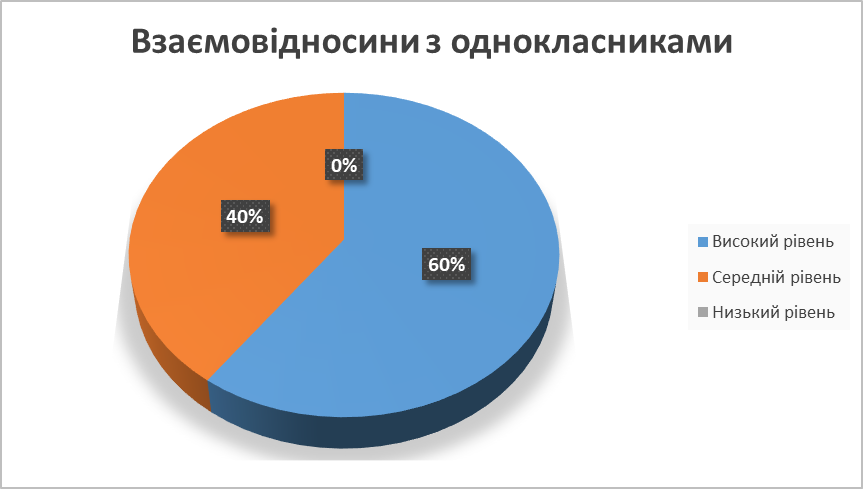 Взаємовідносини з однокласниками
0%
40%
60%
Високий рівень
Середній рівень
Низький рівень